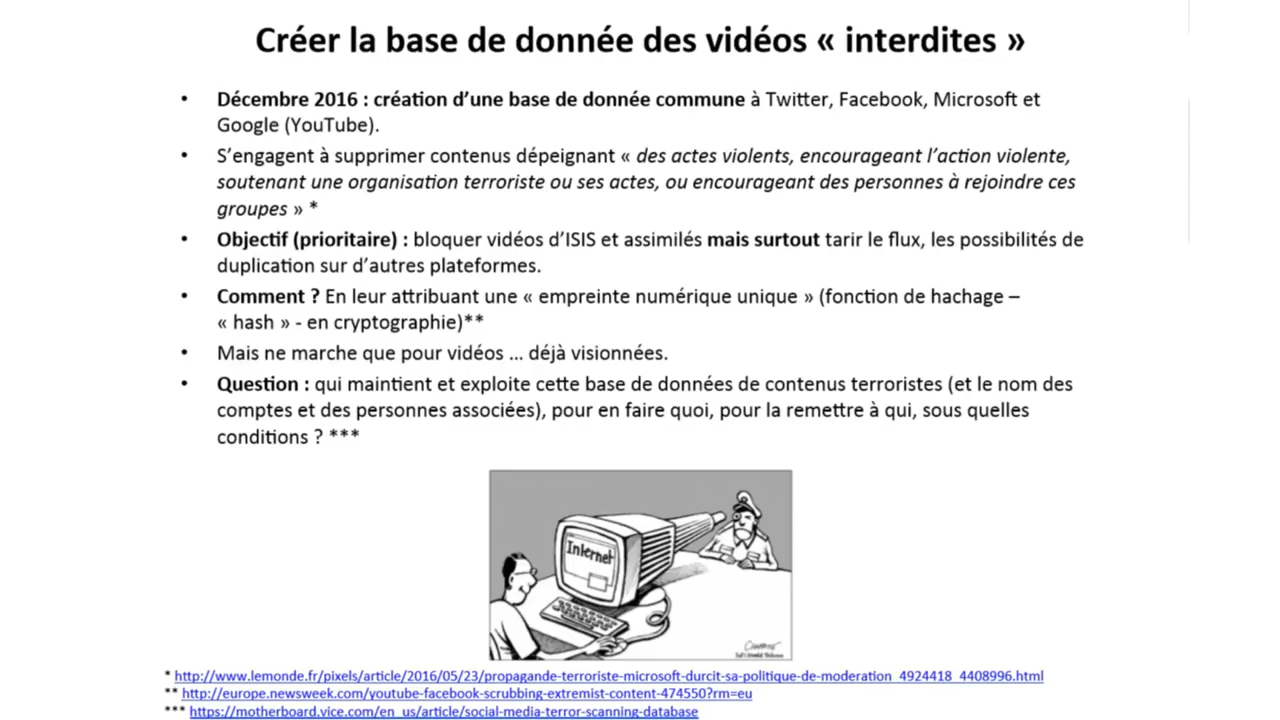 Créer la base de donnée des vidéos « interdites »
• Décembre 2016 : création d’une base de donnée commune à Twitter, Facebook, Microsoft et
Google (YouTube).
• S’engagent à supprimer contenus dépeignant « des actes violents, encourageant l’action violente,
soutenant une organisation terroriste ou ses actes, ou encourageant des personnes à rejoindre ces
groupes » *
• Objectif (prioritaire) : bloquer vidéos d’ISIS et assimilés mais surtout tarir le flux, les possibilités de
duplication sur d’autres plateformes.
• Comment ? En leur attribuant une « empreinte numérique unique » (fonction de hachage –
« hash » - en cryptographie)**
• Mais ne marche que pour vidéos ... déjà visionnées.
• Question : qui maintient et exploite cette base de données de contenus terroristes (et le nom des
comptes et des personnes associées), pour en faire quoi, pour la remettre à qui, sous quelles
conditions ? ***
Internet
* http://www.lemonde.fr/pixels/article/2016/05/23/propagande-terroriste-microsoft-durcit-sa-politique-de-moderation_4924418_4408996.html
** http://europe.newsweek.com/youtube-facebook-scrubbing-extremist-content-474550?rm=eu
*** https://motherboard.vice.com/en_us/article/social-media-terror-scanning-database